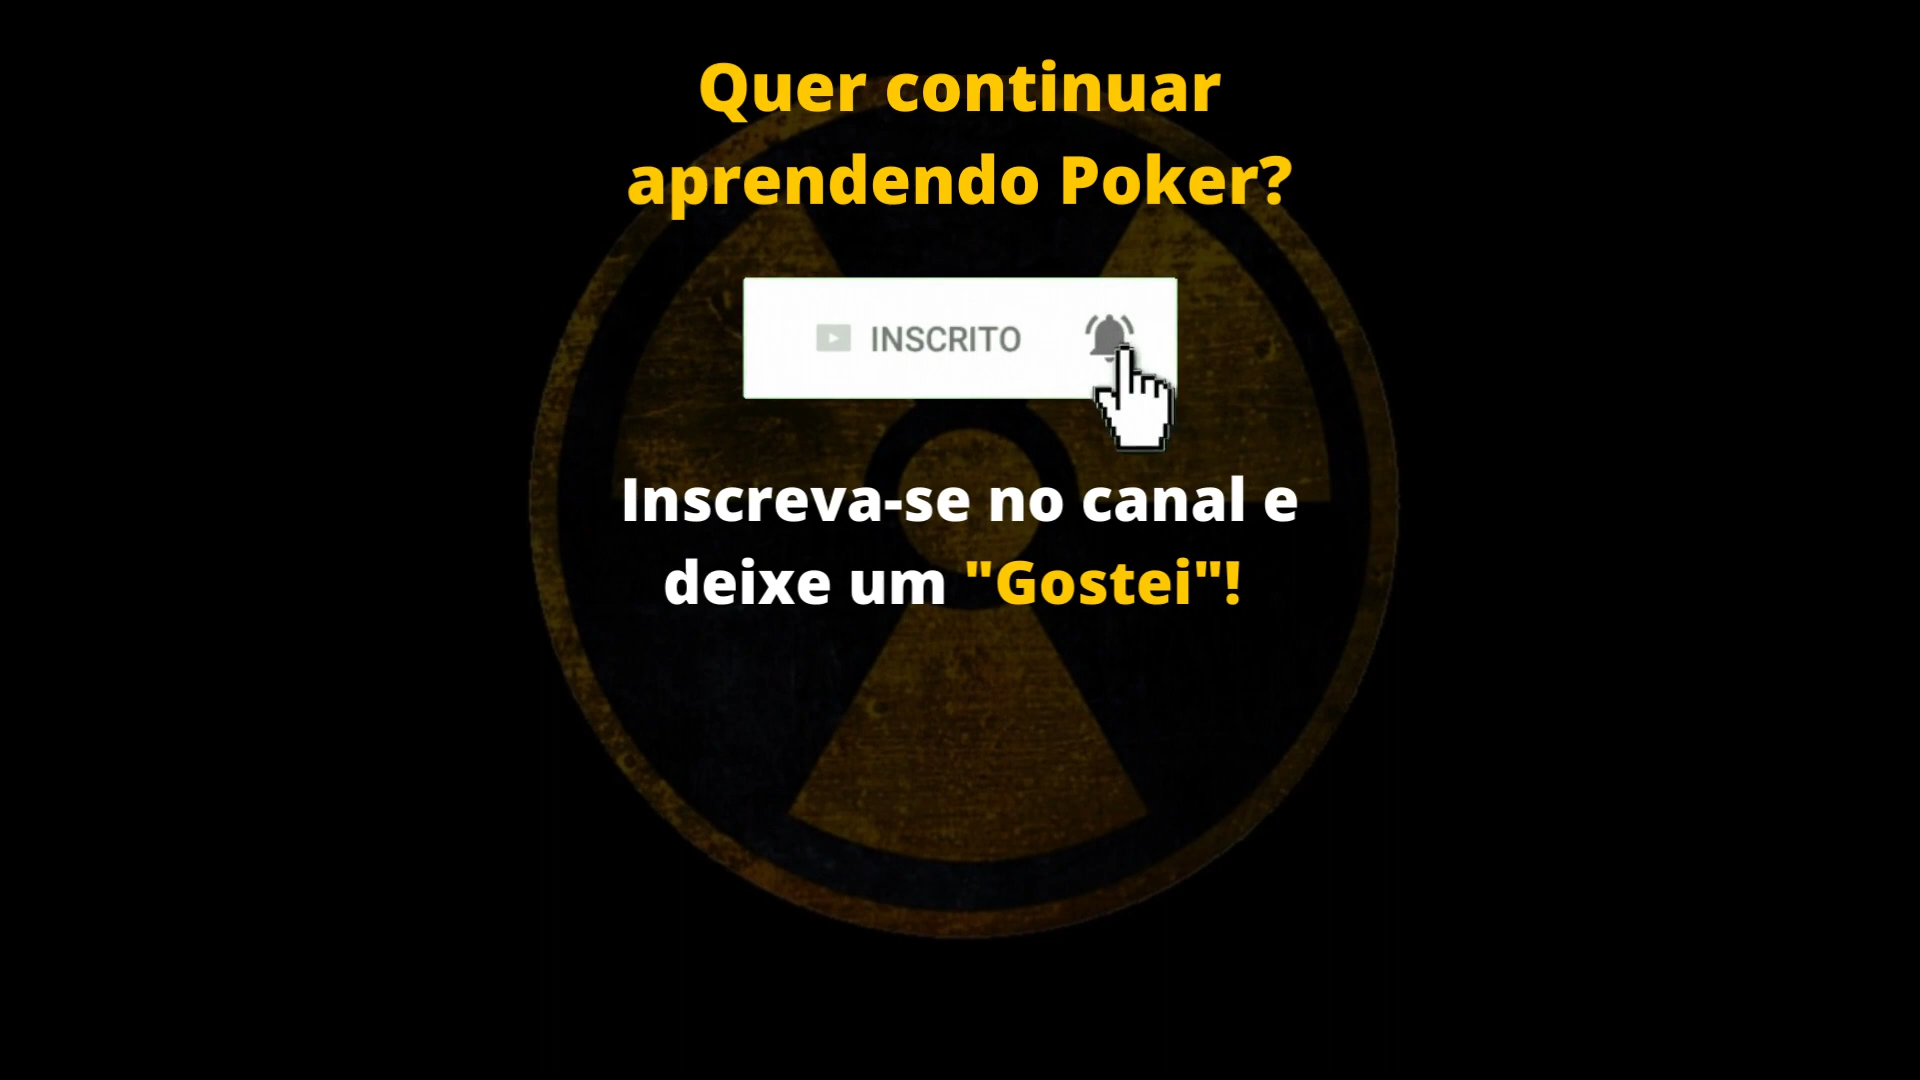 Quer continuar
aprendendo Poker?
INSCRITO
Inscreva-se no canal e
deixe um "Gostei"!